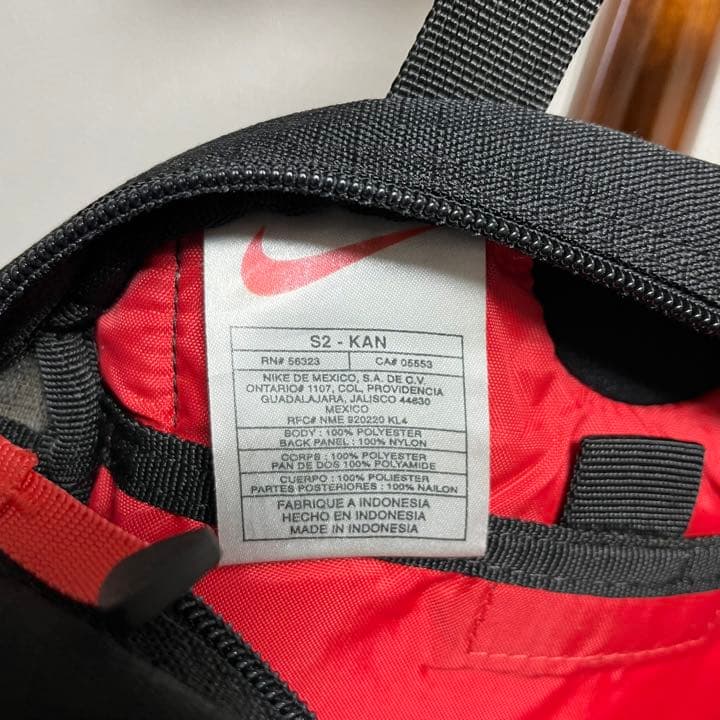 S2 - KAN
RN# 56323 CA# 05553
NIKE DE MEXICO, S.A. DE C.V.
ONTARIO# 1107, COL, PROVIDENCIA
GUADALAJARA, JALISCO 44630
MEXICO
RFC# NME 920220 KL4
BODY : 100% POLYESTER
BACK PANEL : 100% NYLON
CORPS : 100% POLYESTER
PAN DE DOS 100% POLYAMIDE
CUERPO : 100% POLIESTER
PARTES POSTERIORES : 100% NAILON
FABRIQUE A INDONESIA
HECHO EN INDONESIA
MADE IN INDONESIA